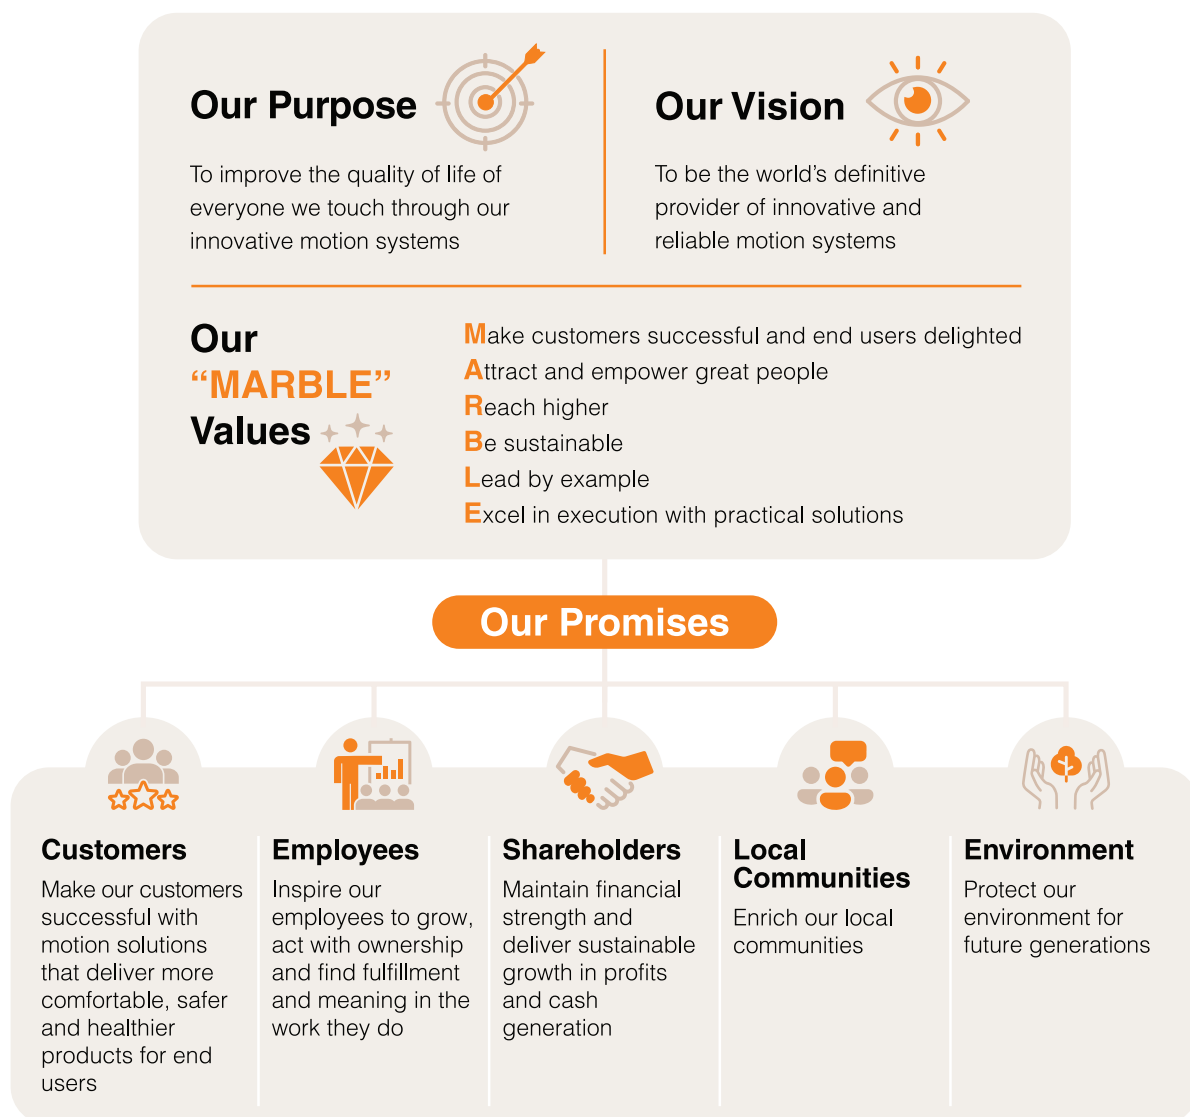 Our Purpose
To improve the quality of life of
everyone we touch through our
innovative motion systems
Our Vision
To be the world’s definitive
provider of innovative and
reliable motion systems
Our
“MARBLE”
Values
Make customers successful and end users delighted
Attract and empower great people
Reach higher
Be sustainable
Lead by example
Excel in execution with practical solutions
Our Promises
Customers
Make our customers
successful with
motion solutions
that deliver more
comfortable, safer
and healthier
products for end
users
Employees
Inspire our
employees to grow,
act with ownership
and find fulfillment
and meaning in the
work they do
Shareholders
Maintain financial
strength and
deliver sustainable
growth in profits
and cash
generation
Local
Communities
Enrich our local
communities
Environment
Protect our
environment for
future generations